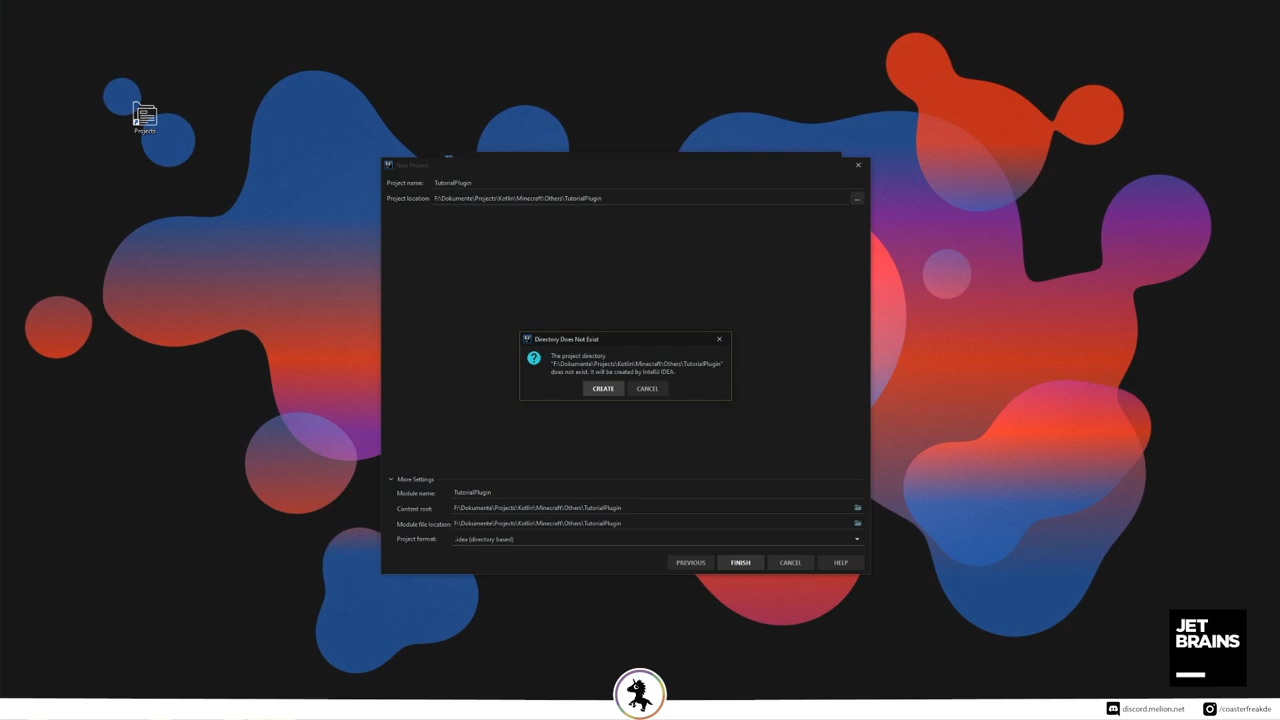 Projects
New Project
Project name: TutorialPlugin
Project location: F:\Dokumente\Projects\Kotlin\Minecraft\Others\TutorialPlugin ...
Directory Does Not Exist
The project directory
"F:\Dokumente\Projects\Kotlin\Minecraft\Others\TutorialPlugin"
does not exist. It will be created by IntelliJ IDEA.
CREATE CANCEL
More Settings
Module name: TutorialPlugin
Content root: F:\Dokumente\Projects\Kotlin\Minecraft\Others\TutorialPlugin
Module file location: F:\Dokumente\Projects\Kotlin\Minecraft\Others\TutorialPlugin
Project format: .idea (directory based)
PREVIOUS FINISH CANCEL HELP
JET
BRAINS
discord.melion.net /coasterfreakde